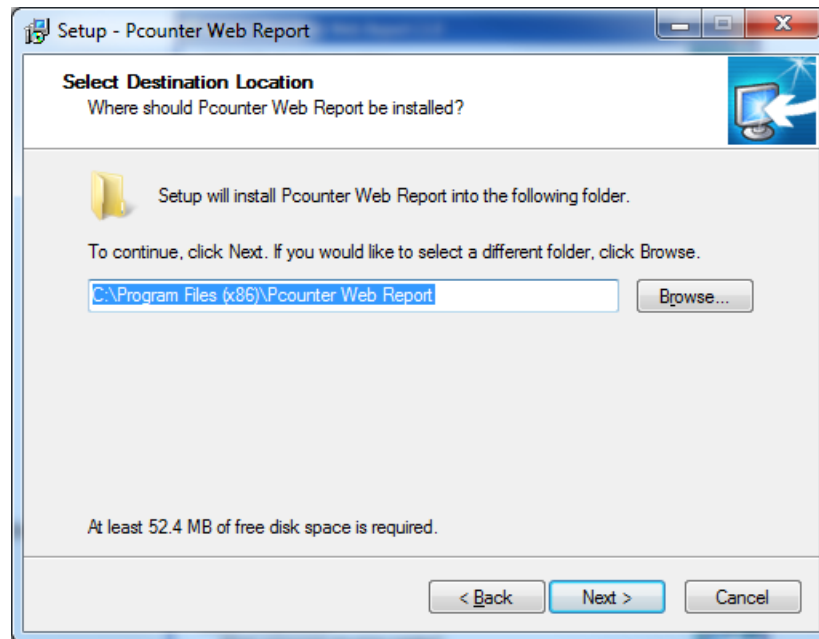 Setup - Pcounter Web Report
Select Destination Location
Where should Pcounter Web Report be installed?
Setup will install Pcounter Web Report into the following folder.
To continue, click Next. If you would like to select a different folder, click Browse.
C:\Program Files (x86)\Pcounter Web Report
Browse...
At least 52.4 MB of free disk space is required.
< Back
Next >
Cancel